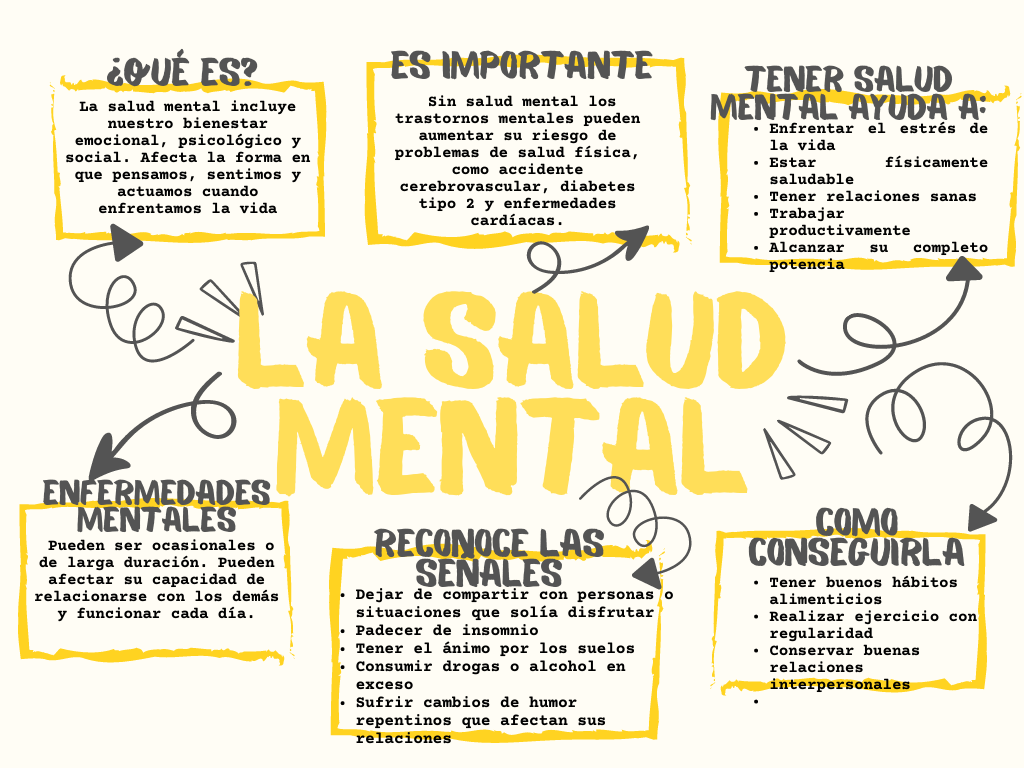 ¿QUÉ ES?
La salud mental incluye
nuestro bienestar
emocional, psicológico y
social. Afecta la forma en
que pensamos, sentimos y
actuamos cuando
enfrentamos la vida
ES IMPORTANTE
Sin salud mental los
trastornos mentales pueden
aumentar su riesgo de
problemas de salud física,
como accidente
cerebrovascular, diabetes
tipo 2 y enfermedades
cardíacas.
TENER SALUD
MENTAL AYUDA A:
• Enfrentar el estrés de
la vida
• Estar físicamente
saludable
• Tener relaciones sanas
• Trabajar
productivamente
• Alcanzar su completo
potencia
LA SALUD
MENTAL
ENFERMEDADES
MENTALES
Pueden ser ocasionales o
de larga duración. Pueden
afectar su capacidad de
relacionarse con los demás
y funcionar cada día.
RECONOCE LAS
SEÑALES
• Dejar de compartir con personas o
situaciones que solía disfrutar
• Padecer de insomnio
• Tener el ánimo por los suelos
• Consumir drogas o alcohol en
exceso
• Sufrir cambios de humor
repentinos que afectan sus
relaciones
COMO
CONSEGUIRLA
• Tener buenos hábitos
alimenticios
• Realizar ejercicio con
regularidad
• Conservar buenas
relaciones
interpersonales
•